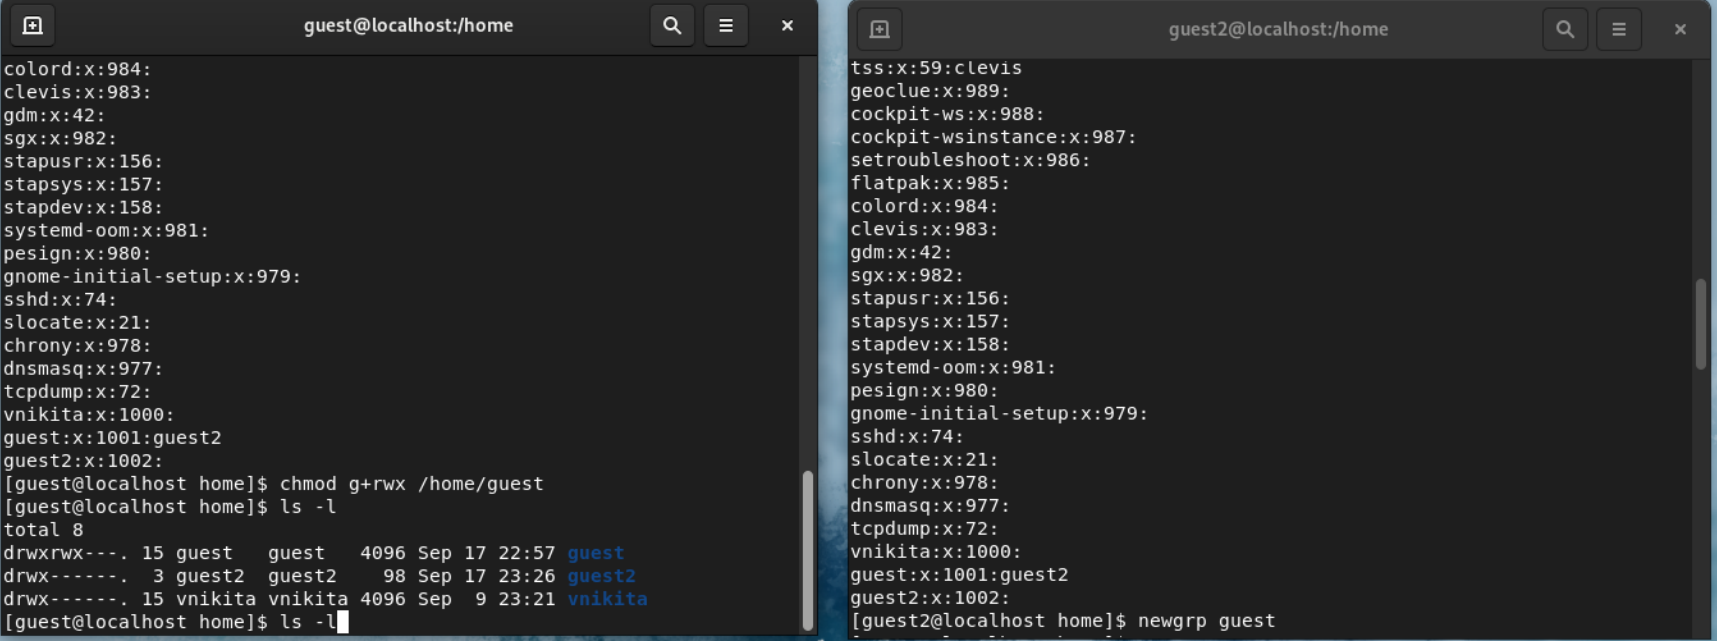 guest@localhost:/home
colord:x:984:
clevis:x:983:
gdm:x:42:
sgx:x:982:
stapusr:x:156:
stapsys:x:157:
stapdev:x:158:
systemd-oom:x:981:
pesign:x:980:
gnome-initial-setup:x:979:
sshd:x:74:
slocate:x:21:
chrony:x:978:
dnsmasq:x:977:
tcpdump:x:72:
vnikita:x:1000:
guest:x:1001:guest2
guest2:x:1002:
[guest@localhost home]$ chmod g+rwx /home/guest
[guest@localhost home]$ ls -l
total 8
drwxrwx---. 15 guest   guest   4096 Sep 17 22:57 guest
drwx------.  3 guest2  guest2    98 Sep 17 23:26 guest2
drwx------. 15 vnikita vnikita 4096 Sep  9 23:21 vnikita
[guest@localhost home]$ ls -l
guest2@localhost:/home
tss:x:59:clevis
geoclue:x:989:
cockpit-ws:x:988:
cockpit-wsinstance:x:987:
setroubleshoot:x:986:
flatpak:x:985:
colord:x:984:
clevis:x:983:
gdm:x:42:
sgx:x:982:
stapusr:x:156:
stapsys:x:157:
stapdev:x:158:
systemd-oom:x:981:
pesign:x:980:
gnome-initial-setup:x:979:
sshd:x:74:
slocate:x:21:
chrony:x:978:
dnsmasq:x:977:
tcpdump:x:72:
vnikita:x:1000:
guest:x:1001:guest2
guest2:x:1002:
[guest2@localhost home]$ newgrp guest